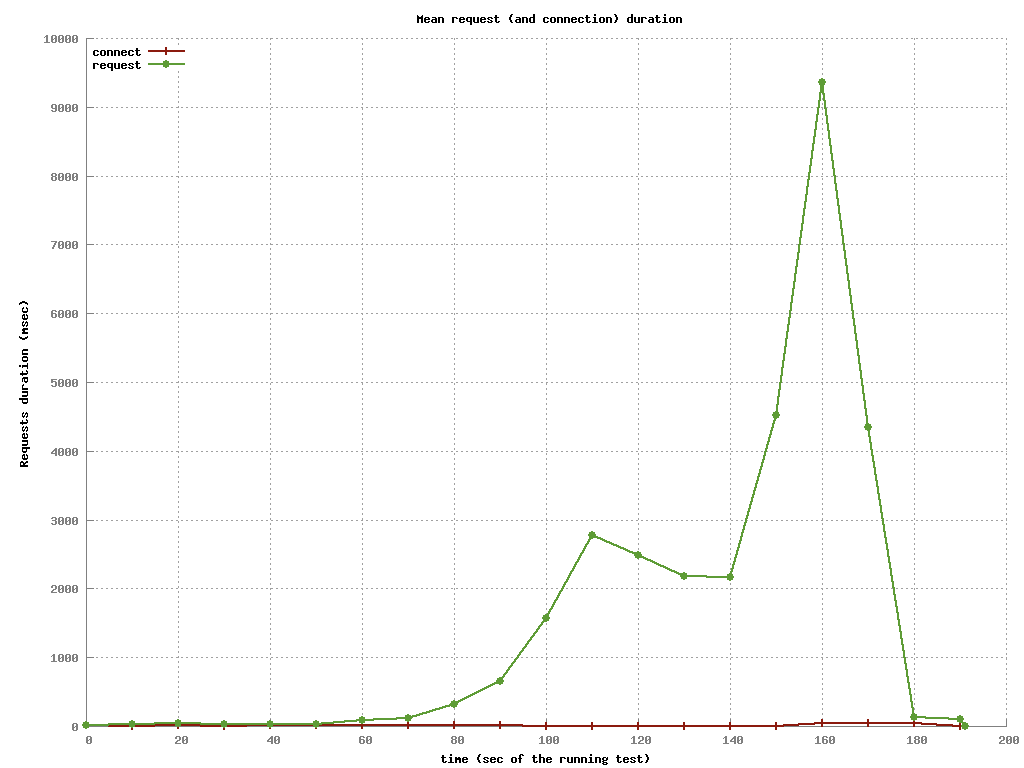 Mean request (and connection) duration
connect
request
10000
9000
8000
7000
6000
5000
4000
3000
2000
1000
0
Requests duration (msec)
0 20 40 60 80 100 120 140 160 180 200
time (sec of the running test)